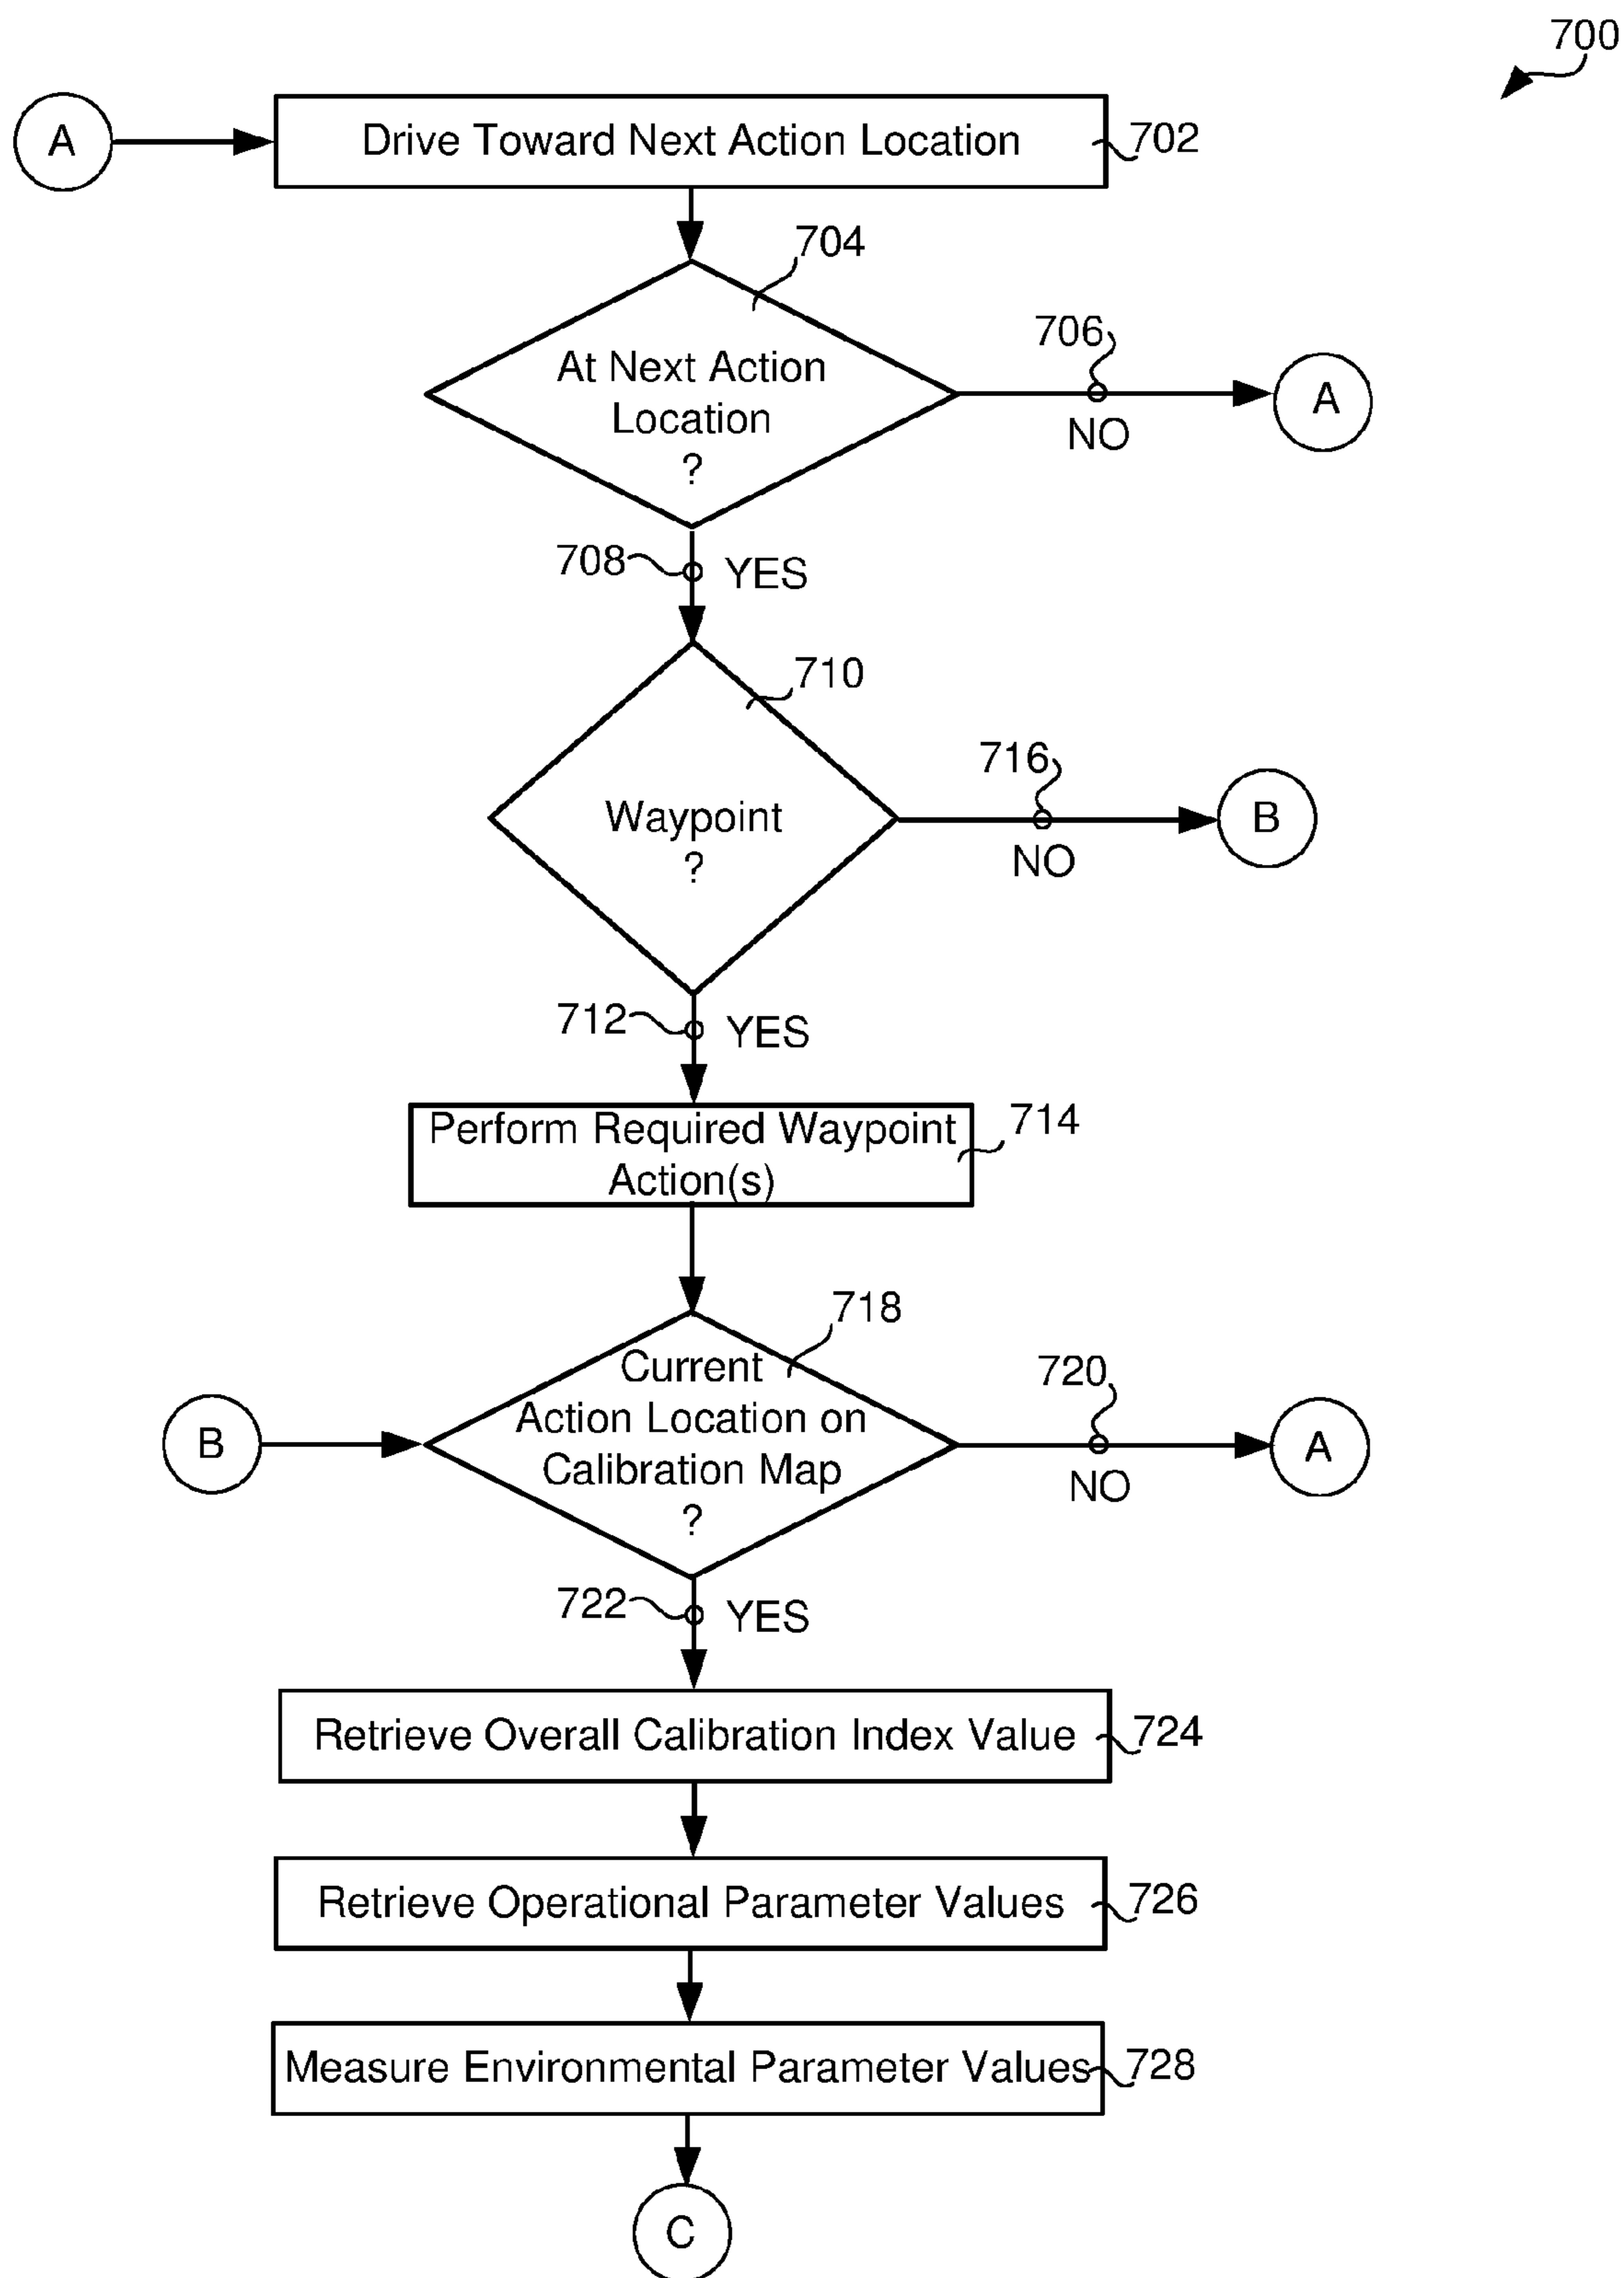 700
A
Drive Toward Next Action Location
702
704
At Next Action
Location
?
706
NO
A
708
YES
710
Waypoint
?
716
NO
B
712
YES
Perform Required Waypoint
Action(s)
714
718
B
Current
Action Location on
Calibration Map
?
720
NO
A
722
YES
Retrieve Overall Calibration Index Value
724
Retrieve Operational Parameter Values
726
Measure Environmental Parameter Values
728
C